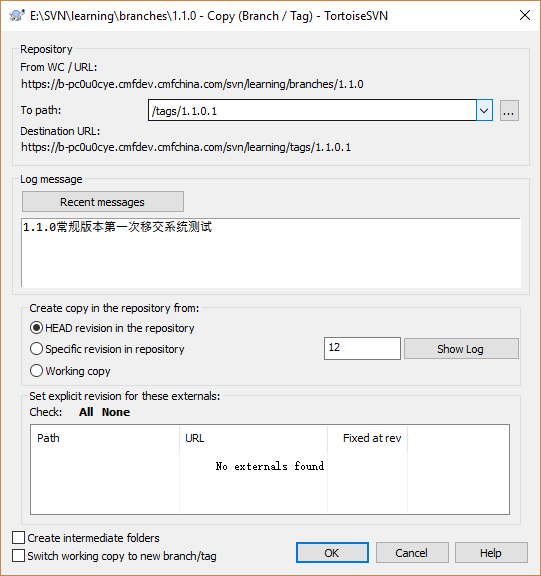 E:\SVN\learning\branches\1.1.0 - Copy (Branch / Tag) - TortoiseSVN
Repository
From WC / URL:
https://b-pc0u0cye.cmfdev.cmfchina.com/svn/learning/branches/1.1.0
To path:
/tags/1.1.0.1
...
Destination URL:
https://b-pc0u0cye.cmfdev.cmfchina.com/svn/learning/tags/1.1.0.1
Log message
Recent messages
1.1.0常规版本第一次移交系统测试
Create copy in the repository from:
HEAD revision in the repository
Specific revision in repository
12
Show Log
Working copy
Set explicit revision for these externals:
Check: All None
Path URL Fixed at rev
No externals found
Create intermediate folders
Switch working copy to new branch/tag
OK
Cancel
Help